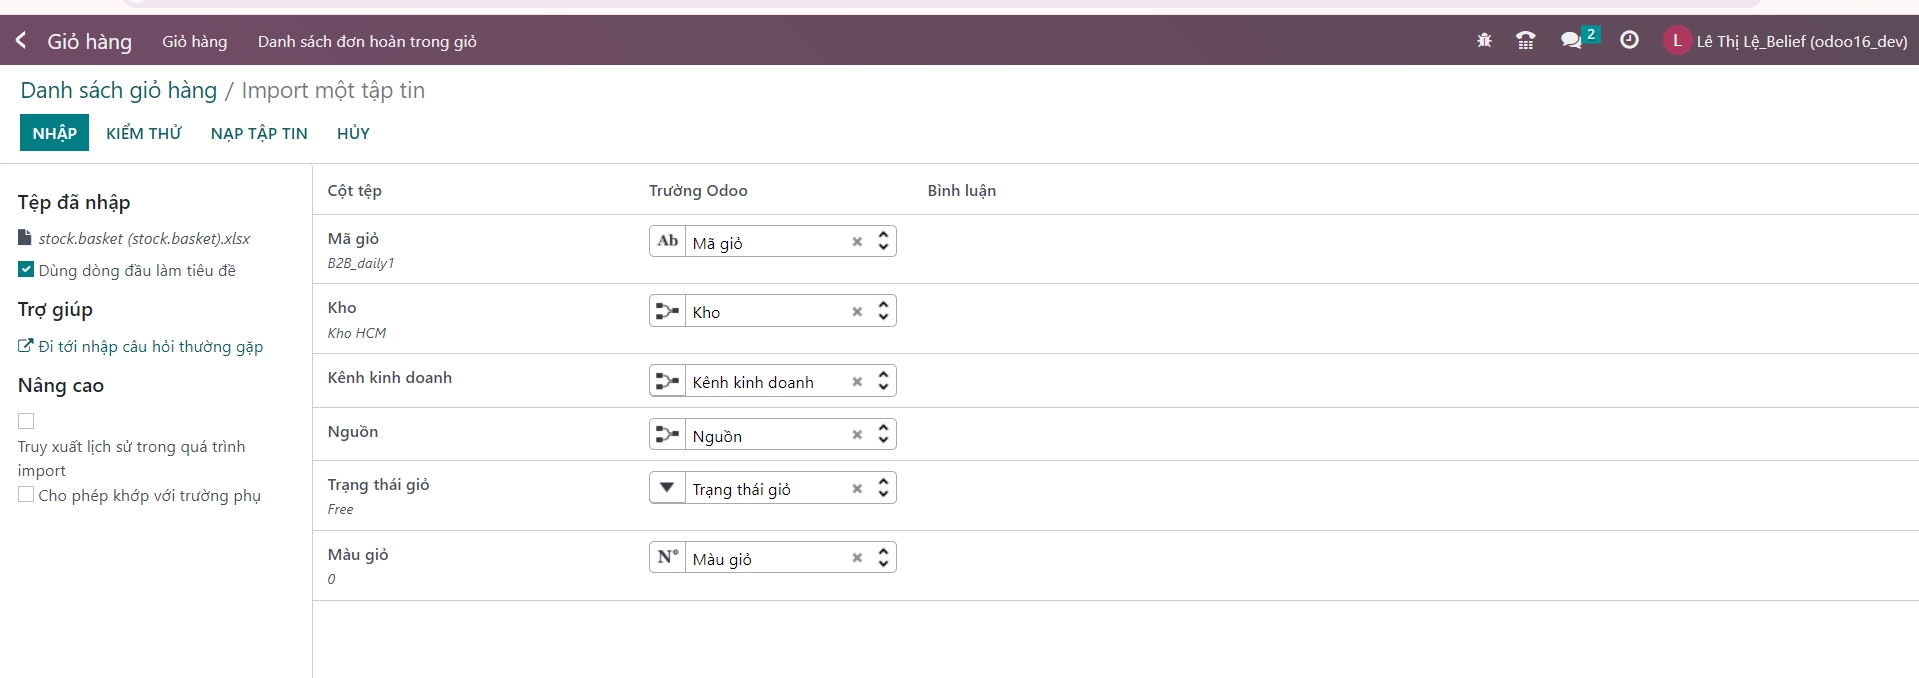 Giỏ hàng Giỏ hàng Danh sách đơn hoàn trong giỏ 2 L Lê Thị Lệ_Belief (odoo16_dev)
Danh sách giỏ hàng / Import một tập tin
NHẬP KIỂM THỬ NẠP TẬP TIN HỦY
Tệp đã nhập
stock.basket (stock.basket).xlsx
Dùng dòng đầu làm tiêu đề
Trợ giúp
Đi tới nhập câu hỏi thường gặp
Nâng cao
Truy xuất lịch sử trong quá trình
import
Cho phép khớp với trường phụ
Cột tệp Trường Odoo Bình luận
Mã giỏ Ab Mã giỏ
B2B_daily1
Kho Kho
Kho HCM
Kênh kinh doanh Kênh kinh doanh
Nguồn Nguồn
Trạng thái giỏ Trạng thái giỏ
Free
Màu giỏ N° Màu giỏ
0